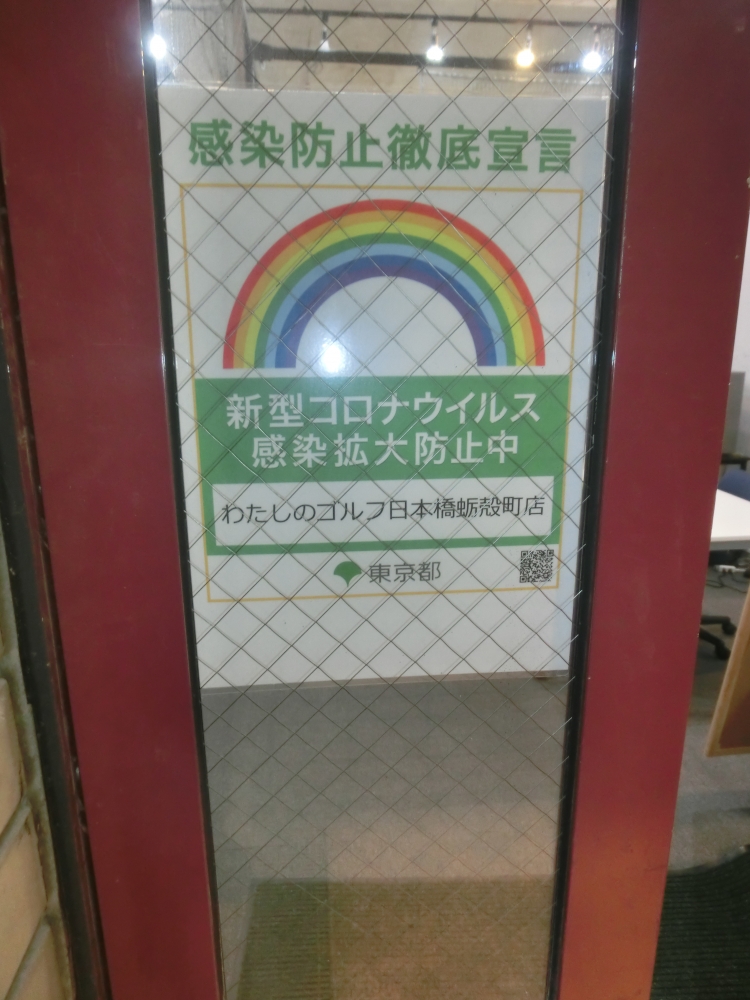 感染防止徹底宣言
新型コロナウイルス
感染拡大防止中
わたしのゴルフ日本橋蛎殻町店
東京都